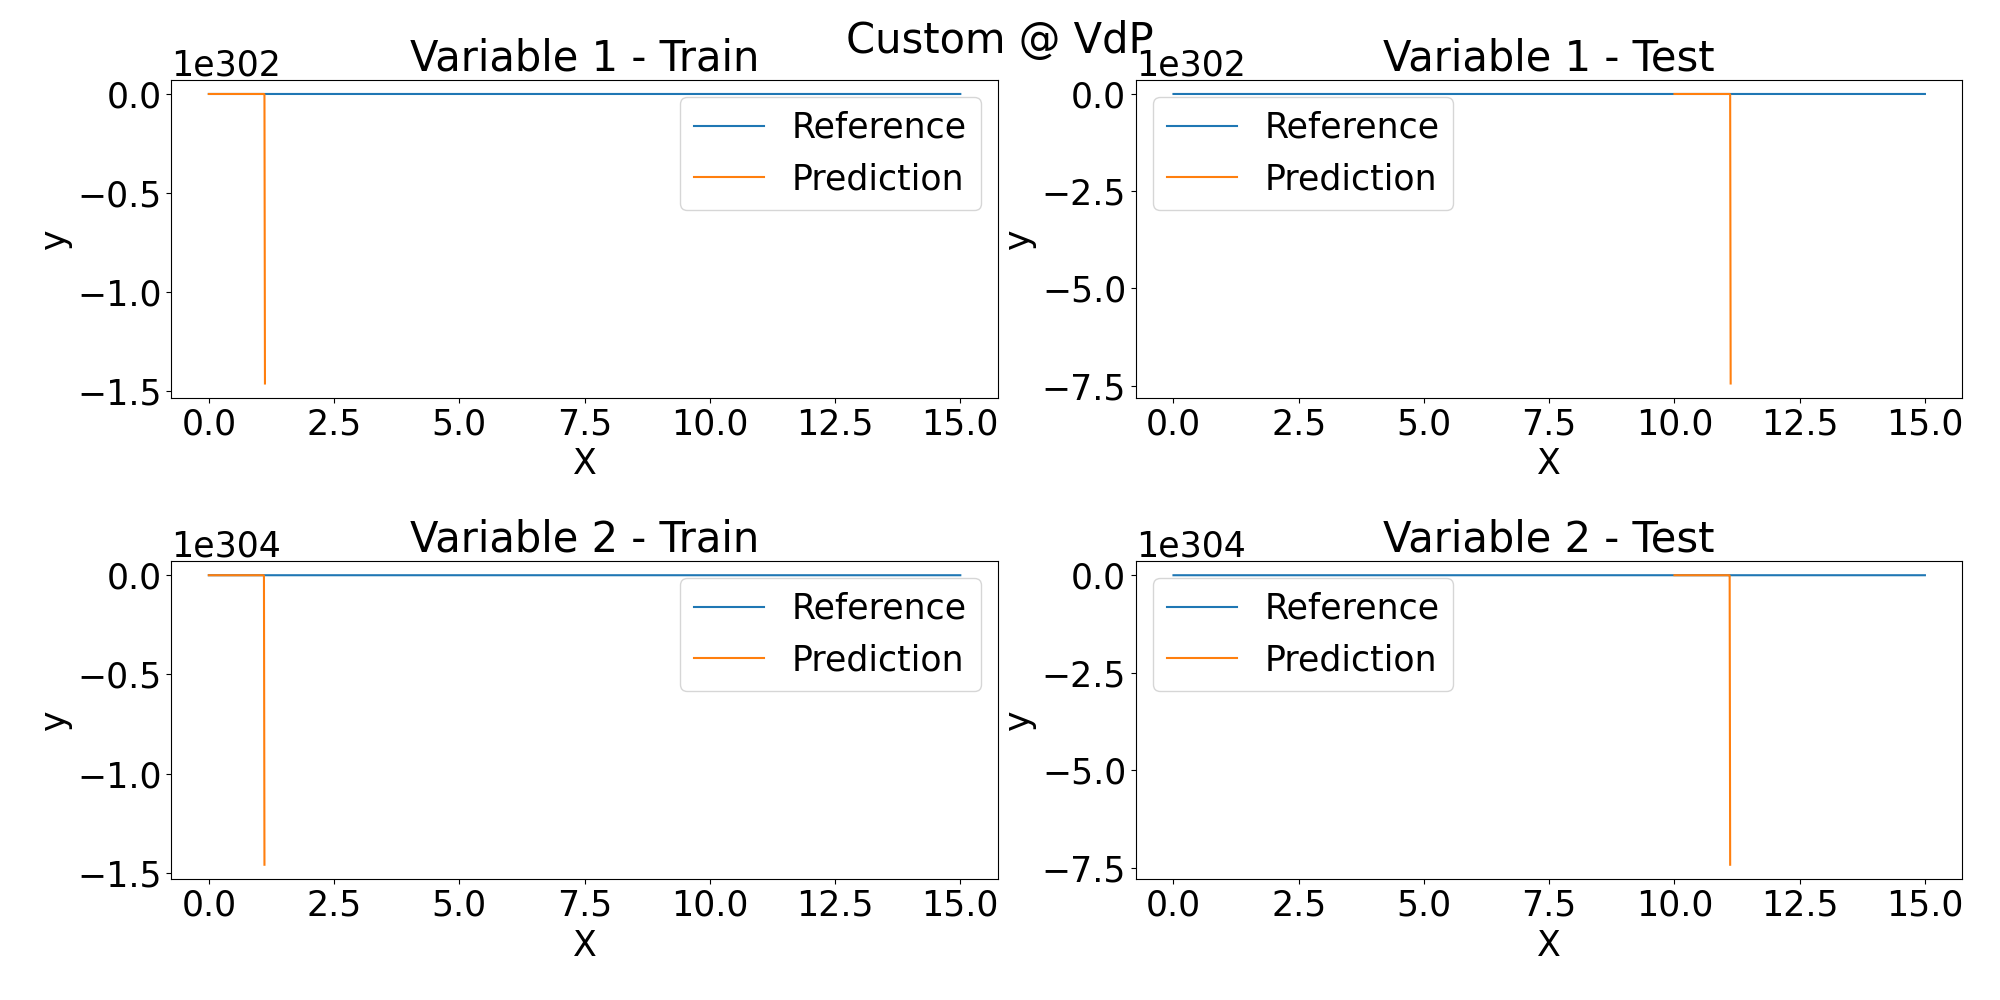 Custom @ VdP
Variable 1 - Train
1e302
0.0
−0.5
−1.0
−1.5
y
Reference
Prediction
0.0 2.5 5.0 7.5 10.0 12.5 15.0
X
Variable 1 - Test
1e302
0.0
−2.5
−5.0
−7.5
y
Reference
Prediction
0.0 2.5 5.0 7.5 10.0 12.5 15.0
X
Variable 2 - Train
1e304
0.0
−0.5
−1.0
−1.5
y
Reference
Prediction
0.0 2.5 5.0 7.5 10.0 12.5 15.0
X
Variable 2 - Test
1e304
0.0
−2.5
−5.0
−7.5
y
Reference
Prediction
0.0 2.5 5.0 7.5 10.0 12.5 15.0
X